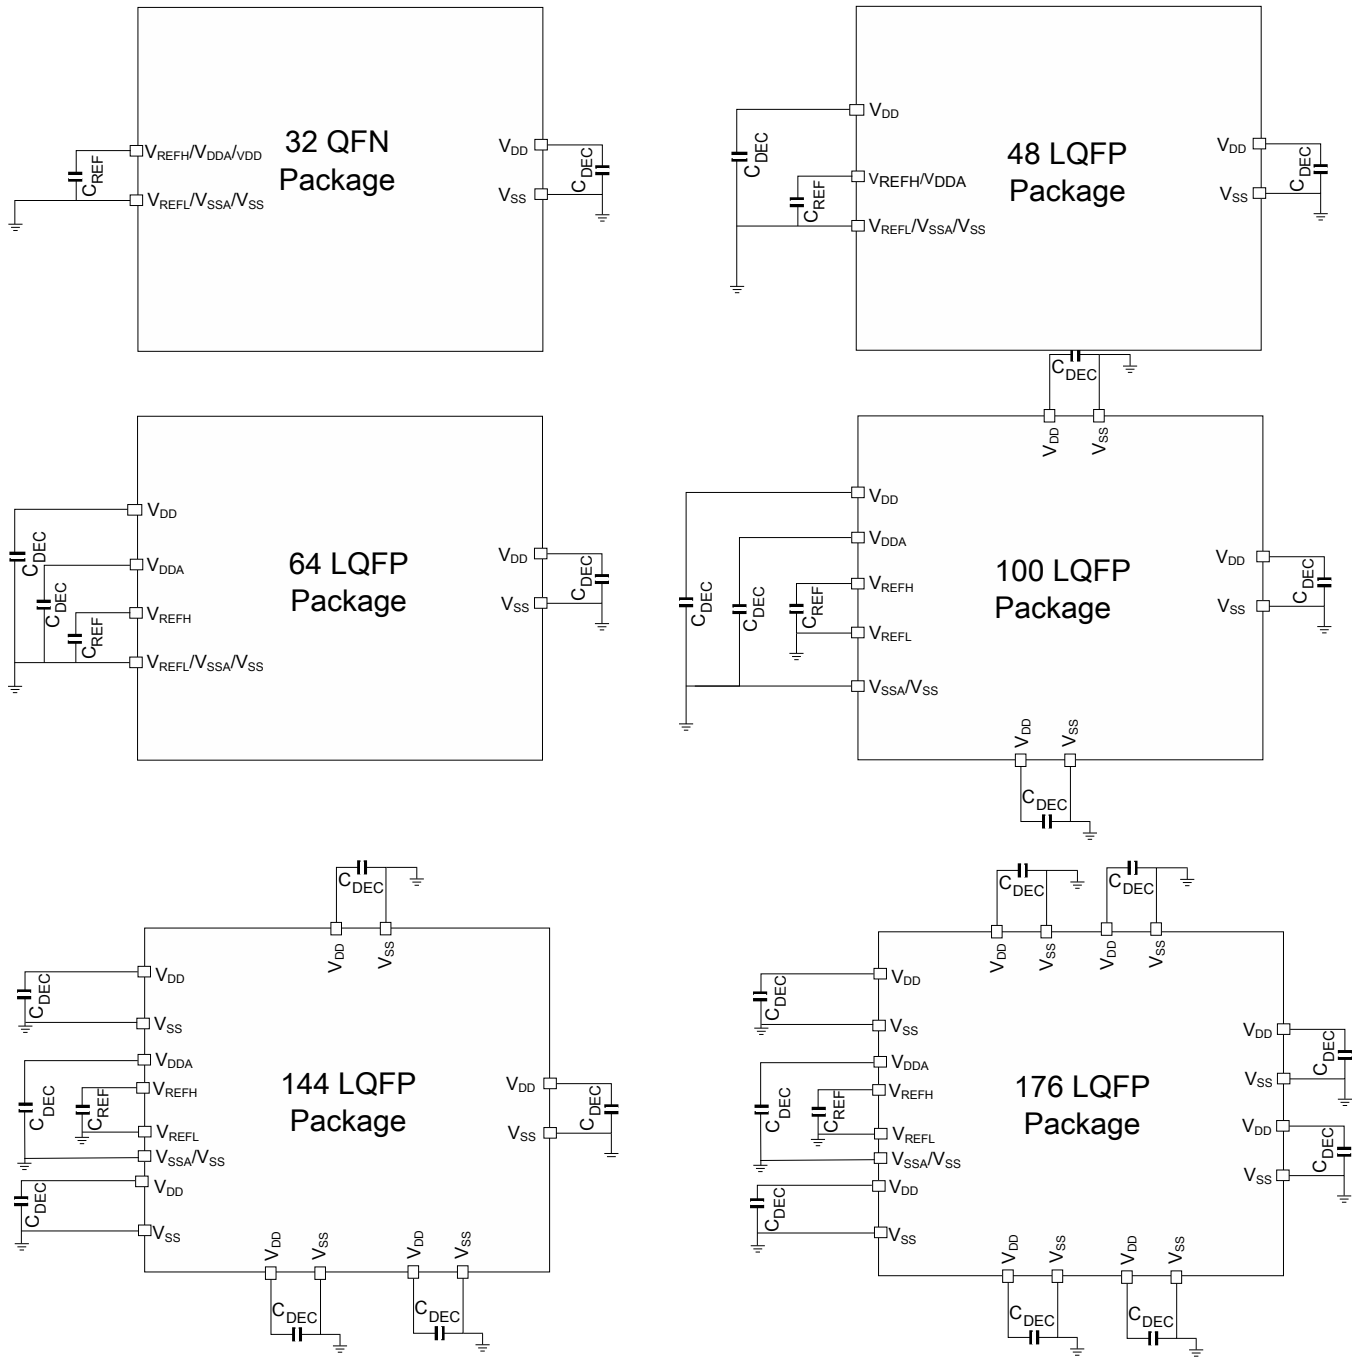 32 QFN
Package
VREFH/VDDA/VDD
CREF
VREFL/VSSA/VSS
VDD
CDEC
VSS
48 LQFP
Package
VDD
CDEC
VREFH/VDDA
CREF
VREFL/VSSA/VSS
VDD
CDEC
VSS
64 LQFP
Package
VDD
CDEC
VDDA
CDEC
VREFH
CREF
VREFL/VSSA/VSS
VDD
CDEC
VSS
100 LQFP
Package
CDEC
VDD
VSS
VDD
CDEC
VDDA
CDEC
VREFH
CREF
VREFL
VSSA/VSS
VDD
CDEC
VSS
VDD
VSS
CDEC
144 LQFP
Package
CDEC
VDD
VSS
VDD
CDEC
VSS
VDDA
CDEC
VREFH
CREF
VREFL
VSSA/VSS
VDD
CDEC
VSS
VDD
CDEC
VSS
VDD
VSS
CDEC
VDD
VSS
CDEC
176 LQFP
Package
CDEC
VDD
VSS
CDEC
VDD
VSS
VDD
CDEC
VSS
VDDA
CDEC
VREFH
CREF
VREFL
VSSA/VSS
VDD
CDEC
VSS
VDD
CDEC
VSS
VDD
CDEC
VSS
VDD
VSS
CDEC
VDD
VSS
CDEC